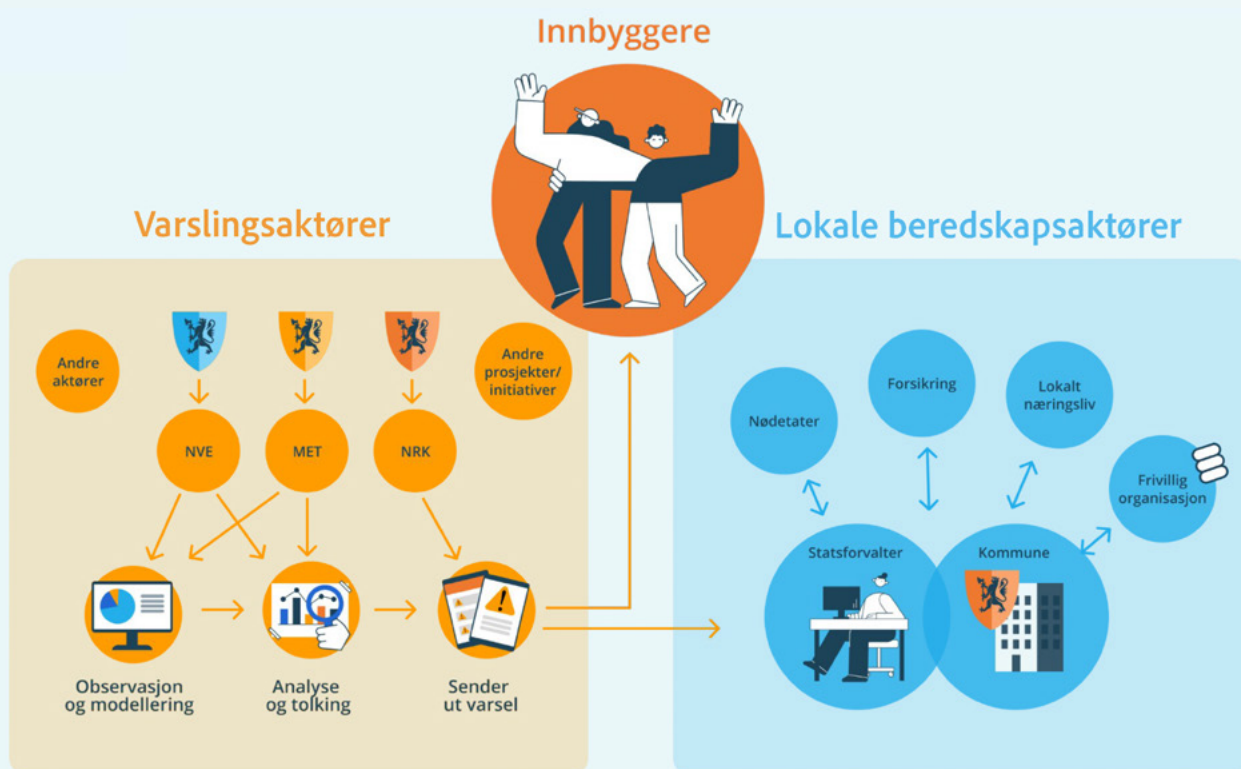 Innbyggere
Varslingsaktører
Lokale beredskapsaktører
Andre
aktører
Andre
prosjekter/
initiativer
NVE
MET
NRK
Observasjon
og modellering
Analyse
og tolking
Sender
ut varsel
Nødetater
Forsikring
Lokalt
næringsliv
Frivillig
organisasjon
Statsforvalter
Kommune